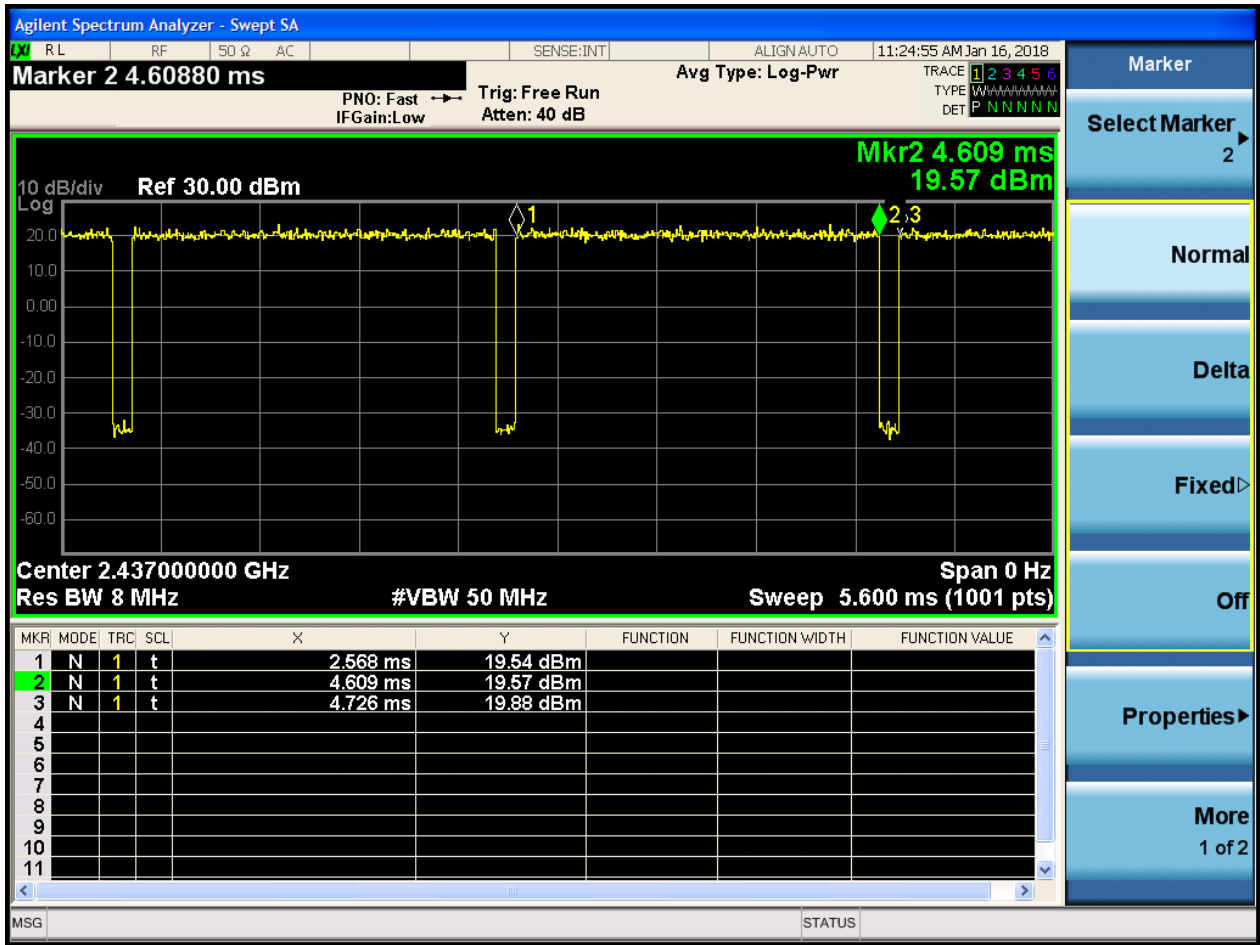 Agilent Spectrum Analyzer - Swept SA
LXI RL RF 50 Ω AC SENSE:INT ALIGN AUTO 11:24:55 AM Jan 16, 2018
Marker 2 4.60880 ms
PNO: Fast
IFGain:Low
Trig: Free Run
Atten: 40 dB
Avg Type: Log-Pwr
TRACE 1 2 3 4 5 6
TYPE WWWWWW
DET P N N N N N
Mkr2 4.609 ms
19.57 dBm
10 dB/div Ref 30.00 dBm
Log
1
2
3
20.0
10.0
0.00
-10.0
-20.0
-30.0
-40.0
-50.0
-60.0
Center 2.437000000 GHz Span 0 Hz
Res BW 8 MHz #VBW 50 MHz Sweep 5.600 ms (1001 pts)
MKR MODE TRC SCL X Y FUNCTION FUNCTION WIDTH FUNCTION VALUE
1 N 1 t 2.568 ms 19.54 dBm
2 N 1 t 4.609 ms 19.57 dBm
3 N 1 t 4.726 ms 19.88 dBm
4
5
6
7
8
9
10
11
MSG STATUS
Marker
Select Marker
2
Normal
Delta
Fixed
Off
Properties
More
1 of 2